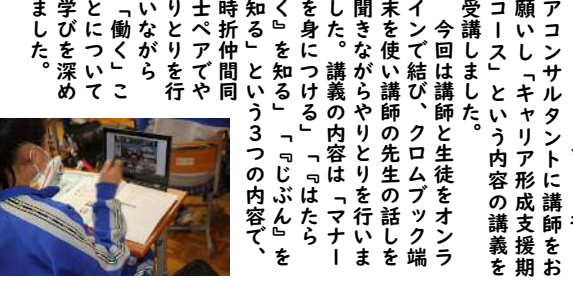 アコンサルタントに講師をお
願いし「キャリア形成支援期
コース」という内容の講義を
受講しました。
今回は講師と生徒をオンラ
インで結び、クロムブック端
末を使い講師の先生の話しを
聞きながらやりとりを行いま
した。講義の内容は「マナー
を身につける」「『はたら
く』を知る」「『じぶん』を
知る」という３つの内容で、
時折仲間同
士ペアでや
りとりを行
いながら
「働く」こ
とについて
学びを深め
ました。